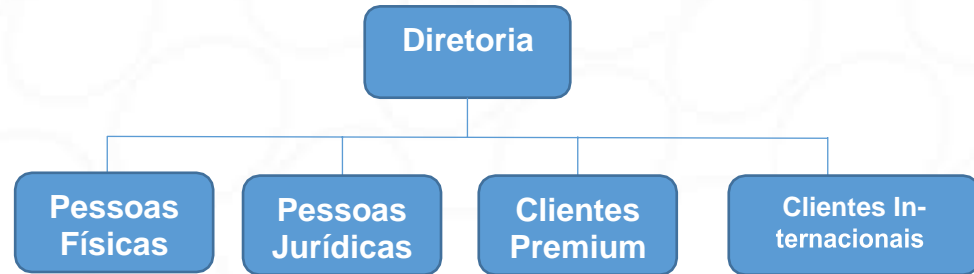 Diretoria
Pessoas
Físicas
Pessoas
Jurídicas
Clientes
Premium
Clientes In-
ternacionais